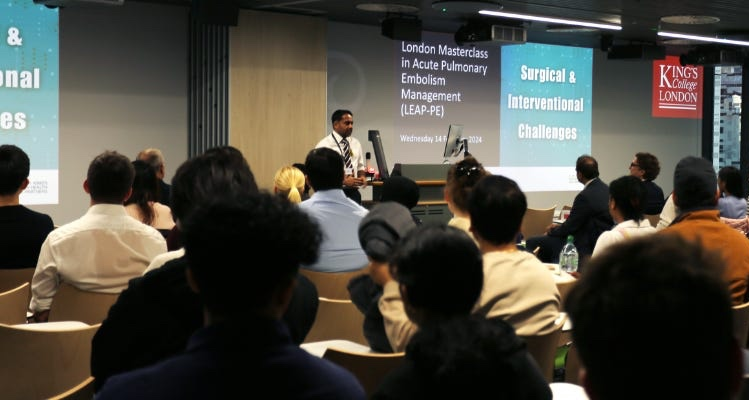 &
onal
es
London Masterclass
in Acute Pulmonary
Embolism
Management
(LEAP-PE)
Wednesday 14 F 2024
Surgical &
Interventional
Challenges
KING'S
College
LONDON